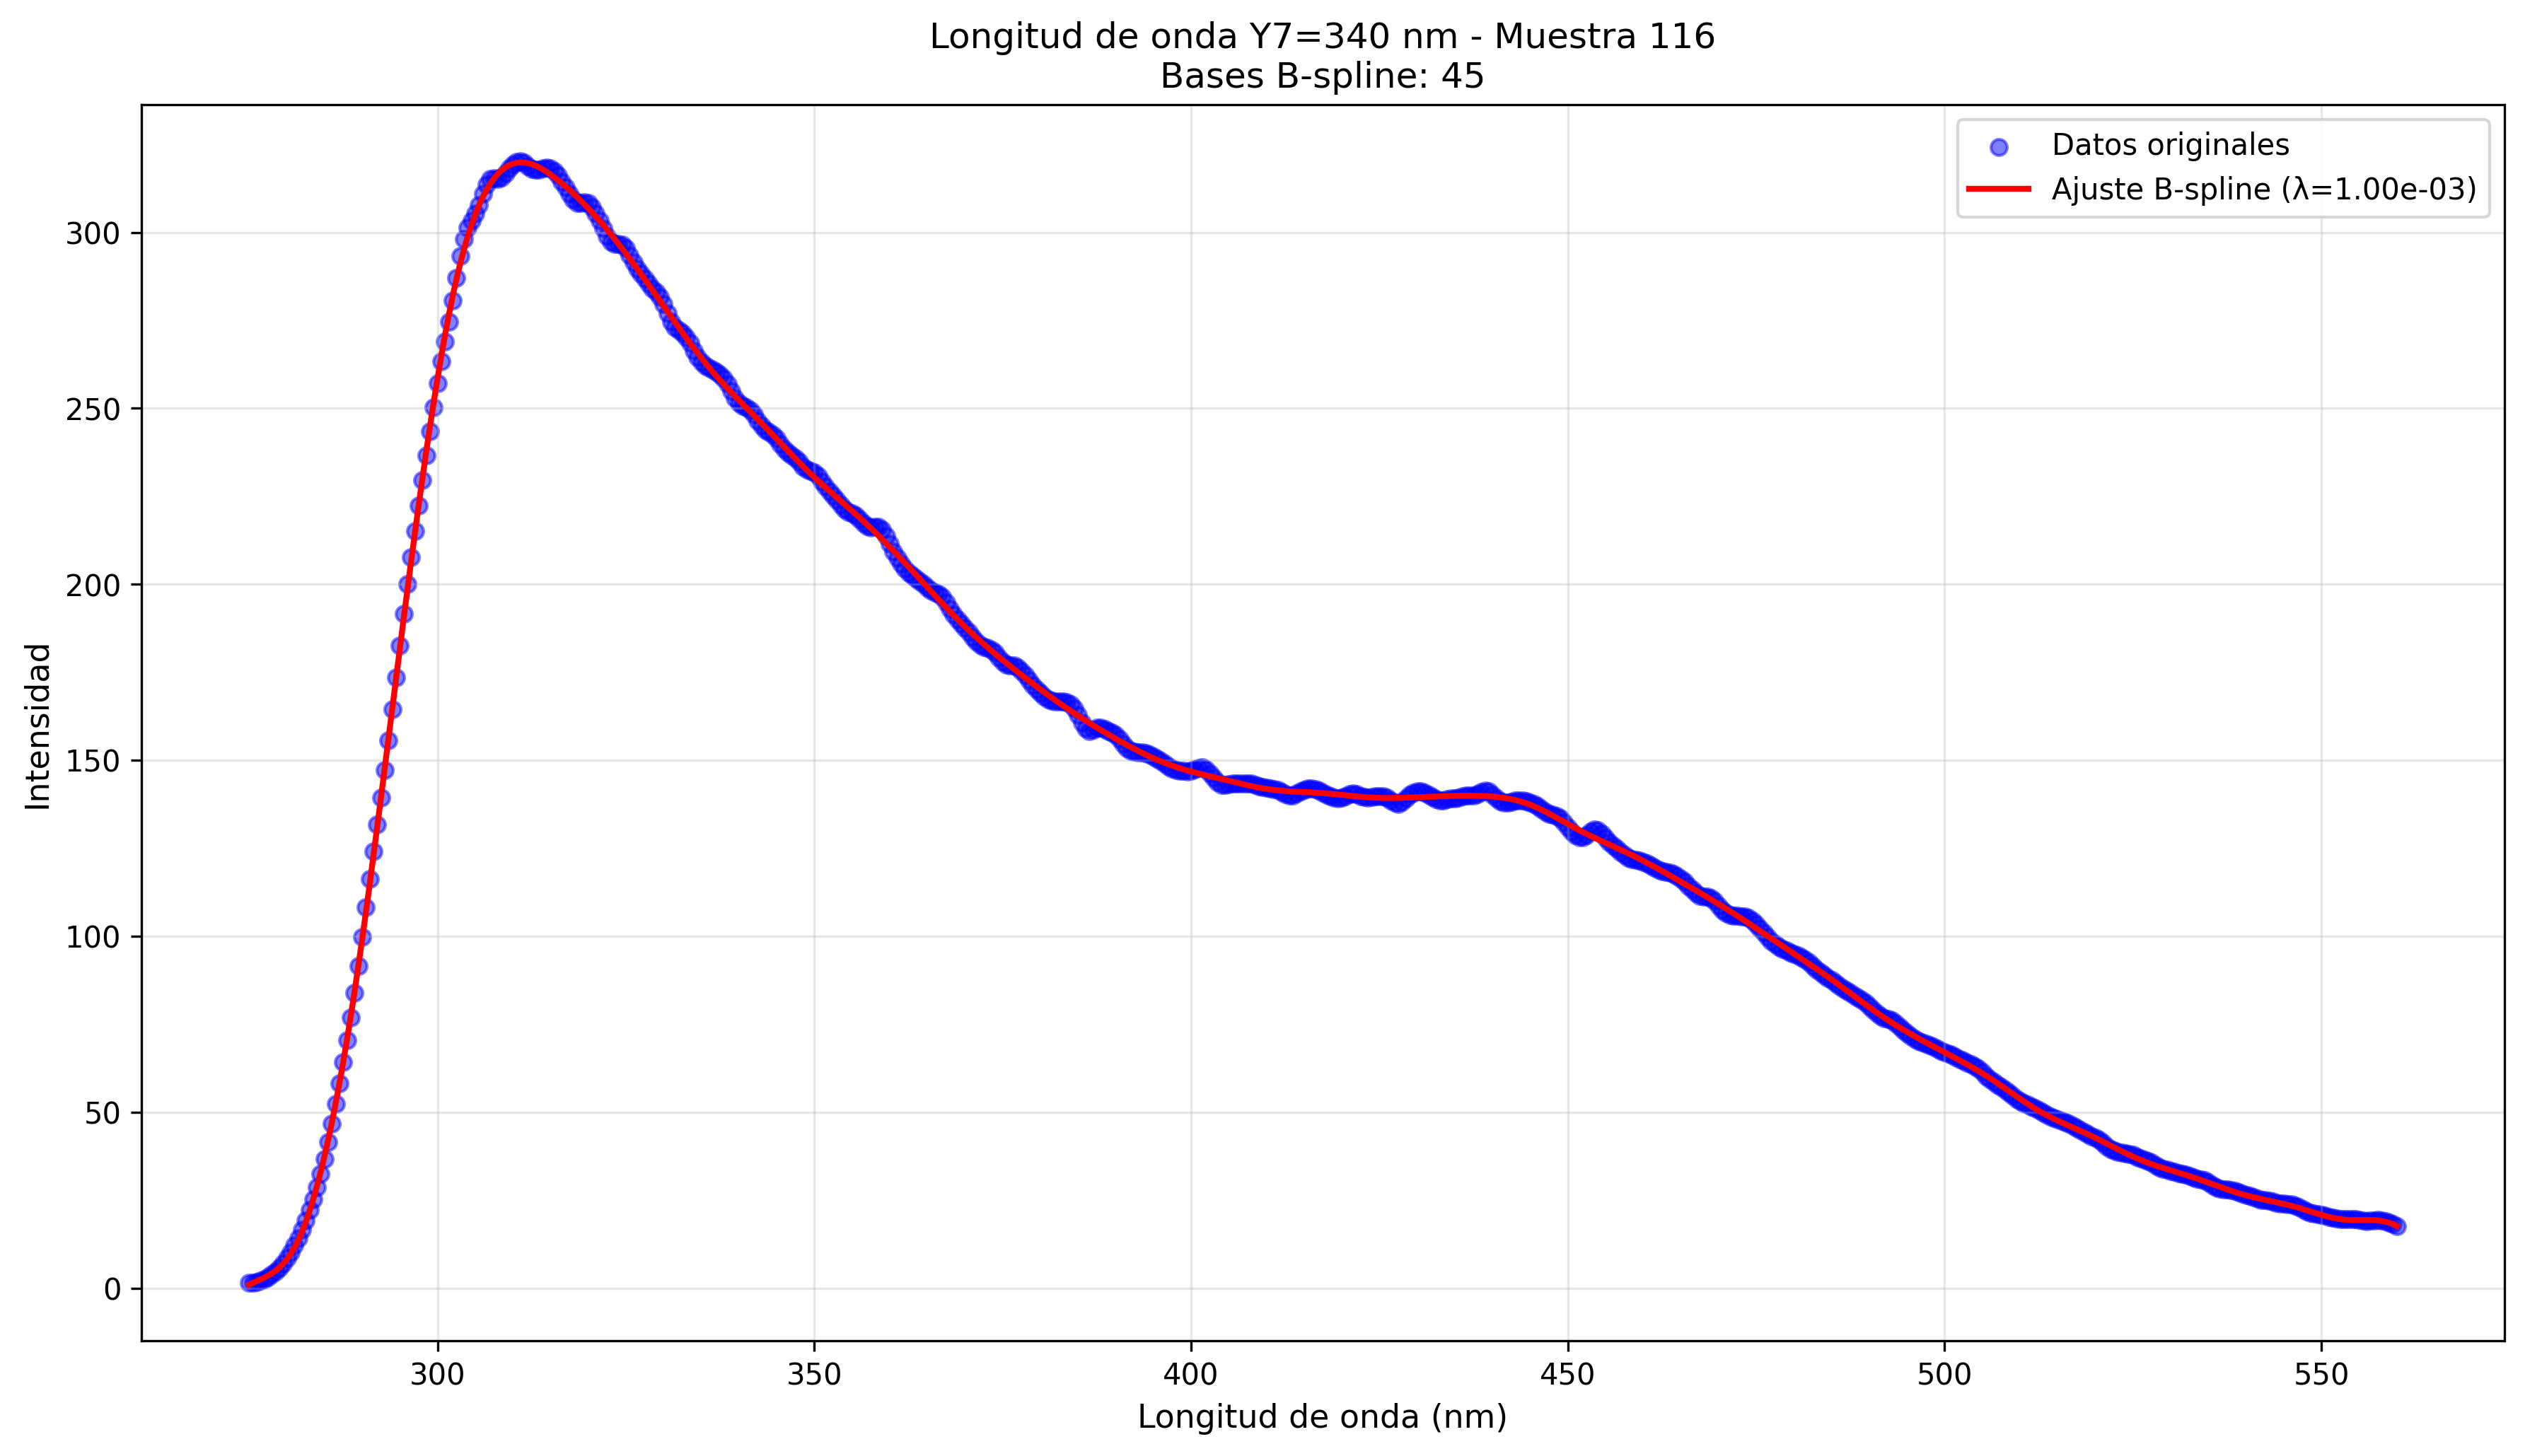 Longitud de onda Y7=340 nm - Muestra 116
Bases B-spline: 45
Datos originales
Ajuste B-spline (λ=1.00e-03)
Intensidad
300
250
200
150
100
50
0
300 350 400 450 500 550
Longitud de onda (nm)